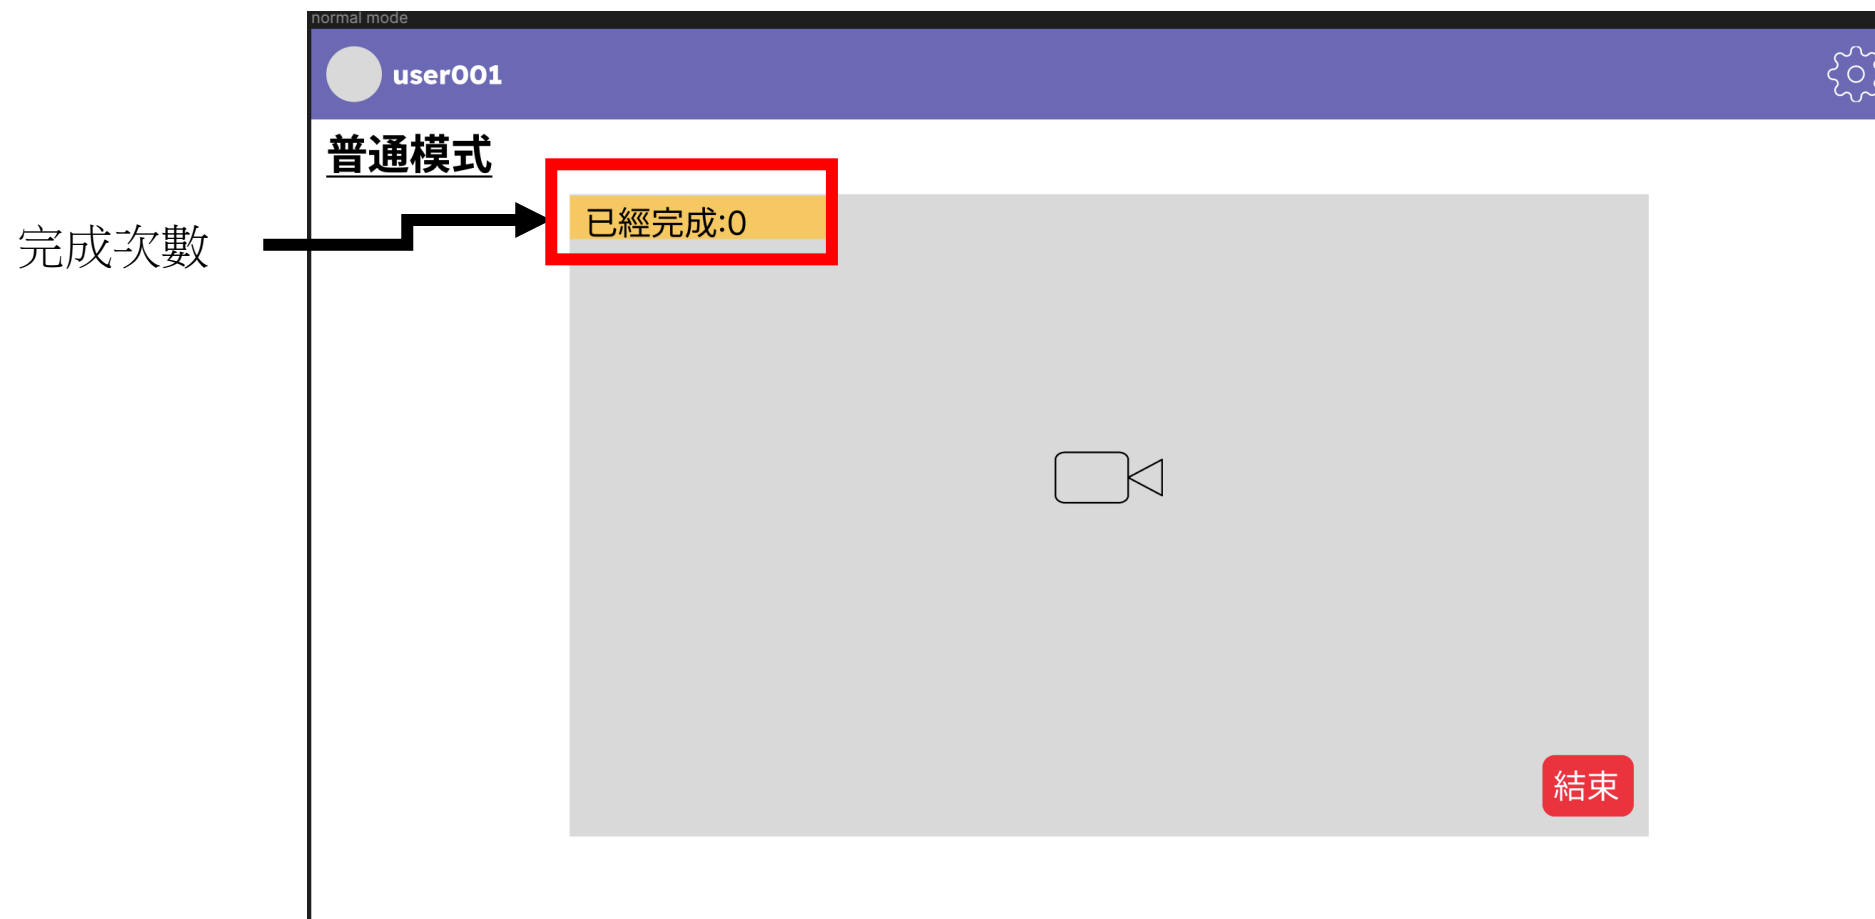 normal mode
user001
普通模式
已經完成:0
完成次數
結束